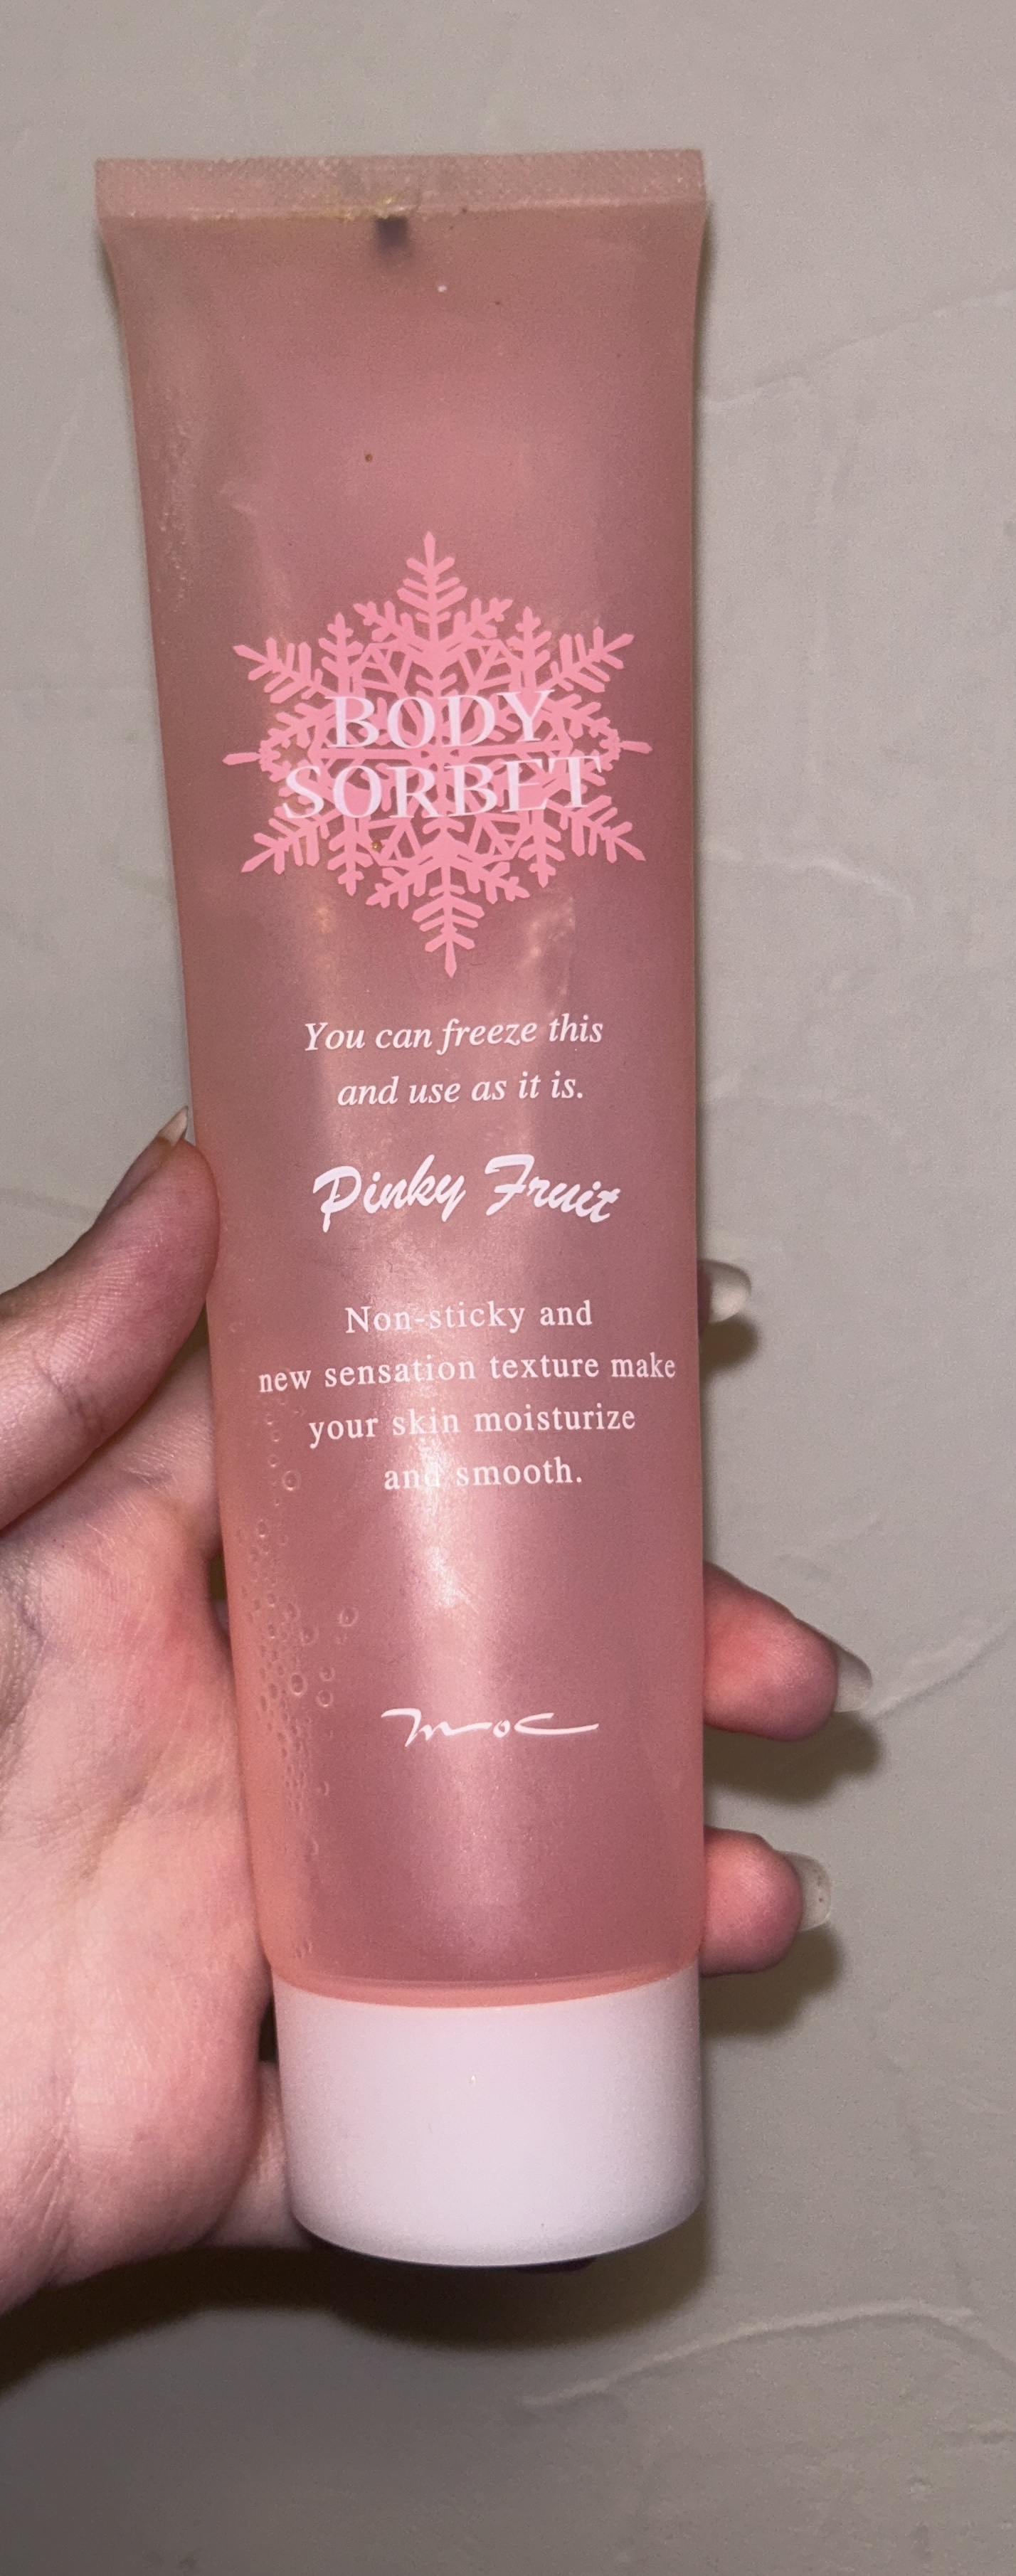 BODY
SORBET
You can freeze this
and use as it is.
Pinky Fruit
Non-sticky and
new sensation texture make
your skin moisturize
and smooth.
moc